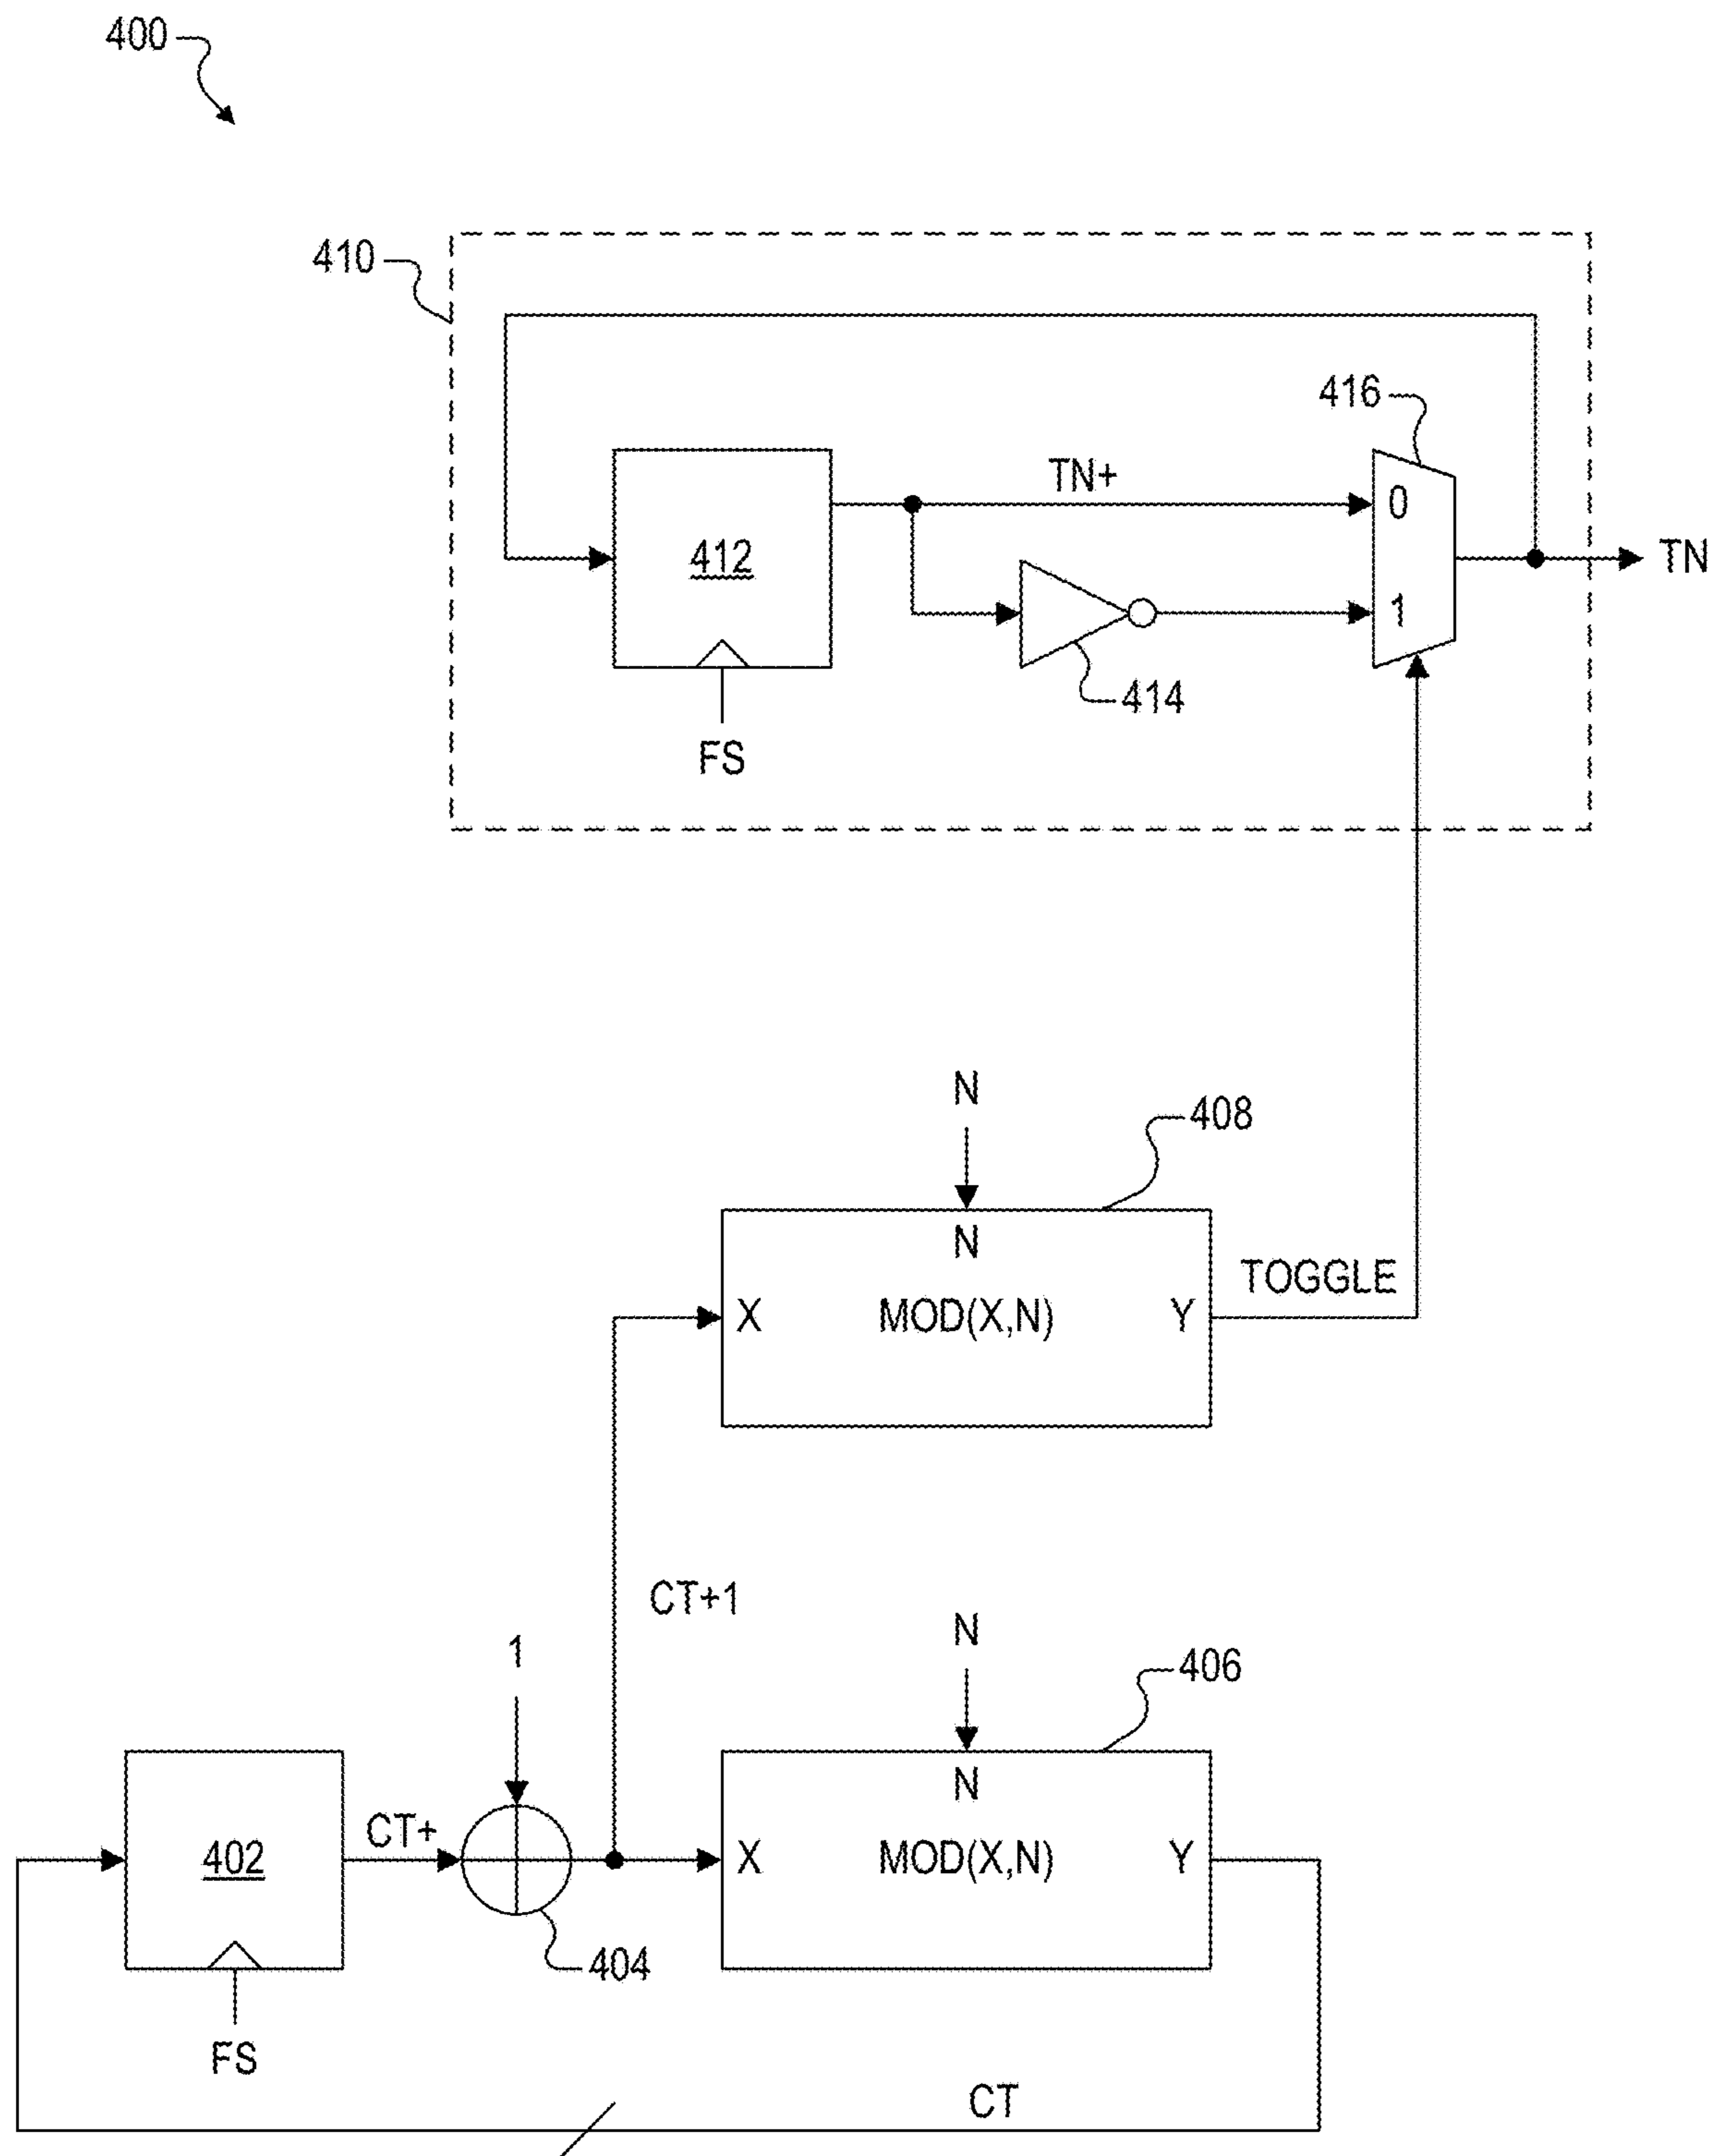 400
410
416
TN+
0
412
TN
1
414
FS
N
408
N
TOGGLE
X
MOD(X,N)
Y
CT+1
N
1
406
N
CT+
402
X
MOD(X,N)
Y
404
FS
CT